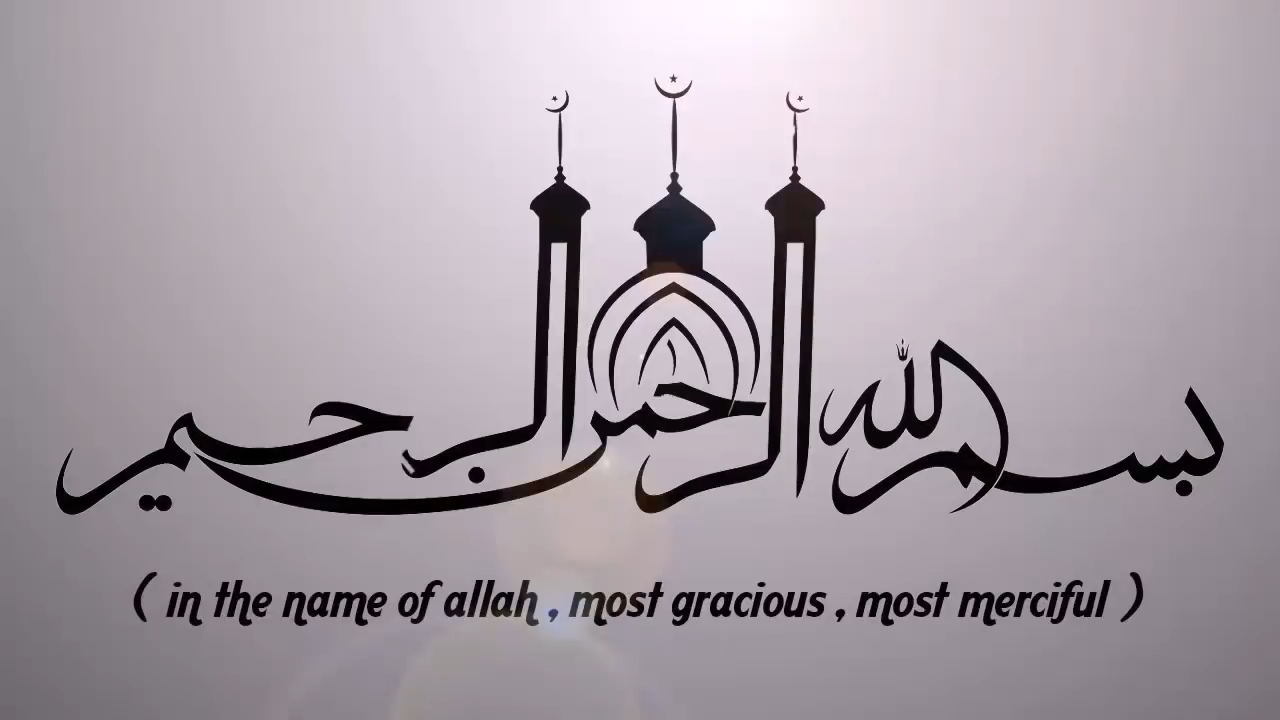 بسم الله الرحمن الرحيم
( in the name of allah , most gracious , most merciful )